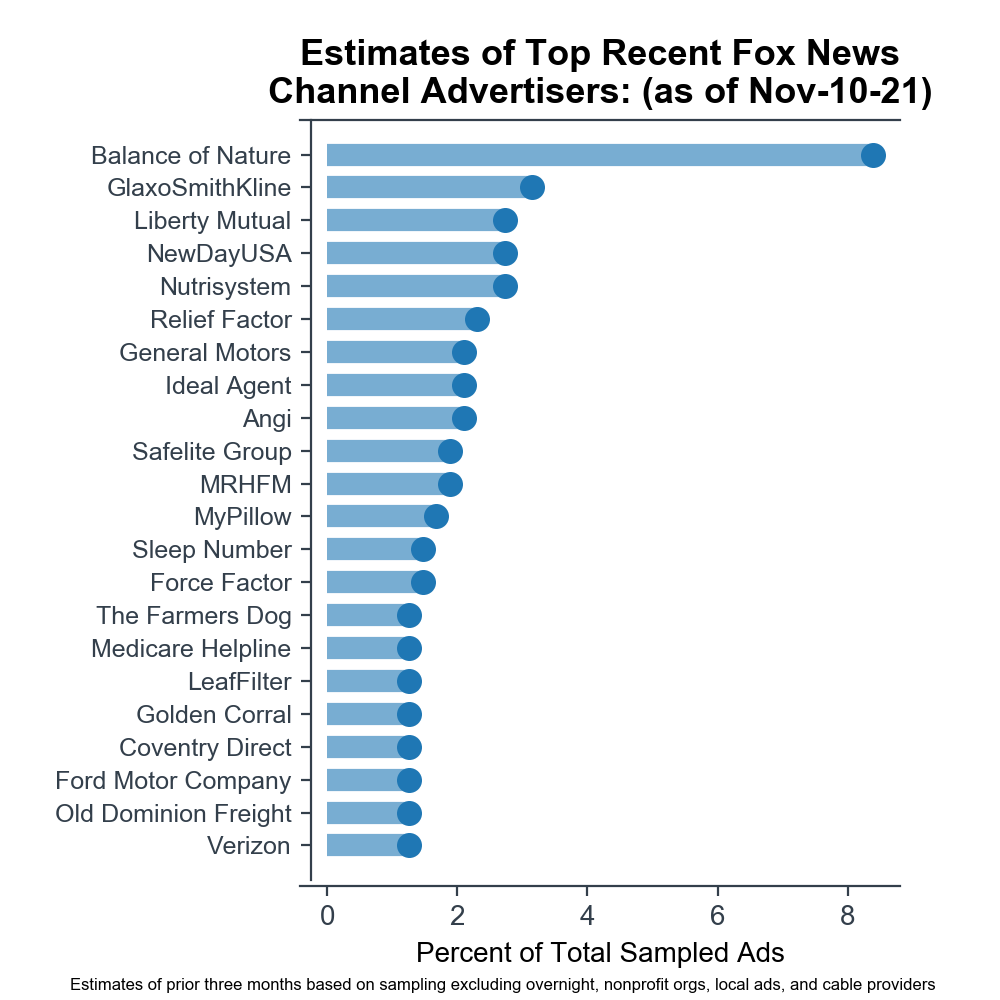 Estimates of Top Recent Fox News
Channel Advertisers: (as of Nov-10-21)
Balance of Nature
GlaxoSmithKline
Liberty Mutual
NewDayUSA
Nutrisystem
Relief Factor
General Motors
Ideal Agent
Angi
Safelite Group
MRHFM
MyPillow
Sleep Number
Force Factor
The Farmers Dog
Medicare Helpline
LeafFilter
Golden Corral
Coventry Direct
Ford Motor Company
Old Dominion Freight
Verizon
0 2 4 6 8
Percent of Total Sampled Ads
Estimates of prior three months based on sampling excluding overnight, nonprofit orgs, local ads, and cable providers